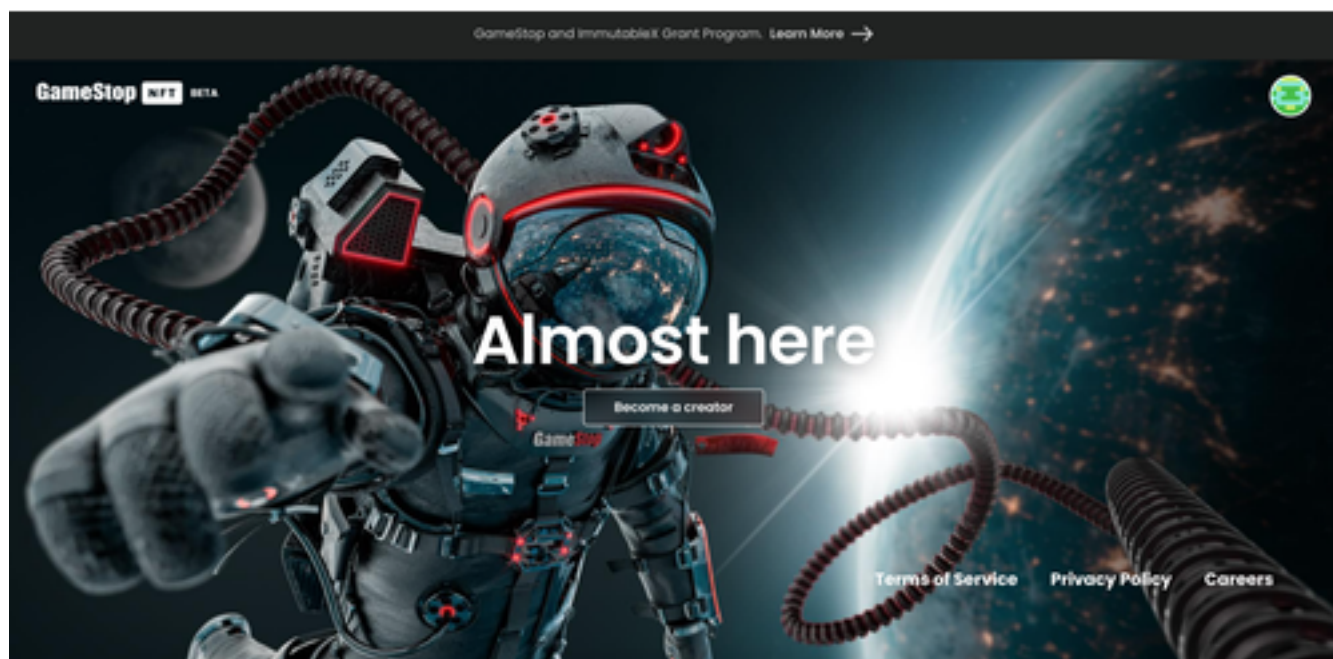 GameStop and ImmutableX Grant Program. Learn More →
GameStop NFT BETA
Almost here
Become a creator
GameStop
Terms of Service Privacy Policy Careers